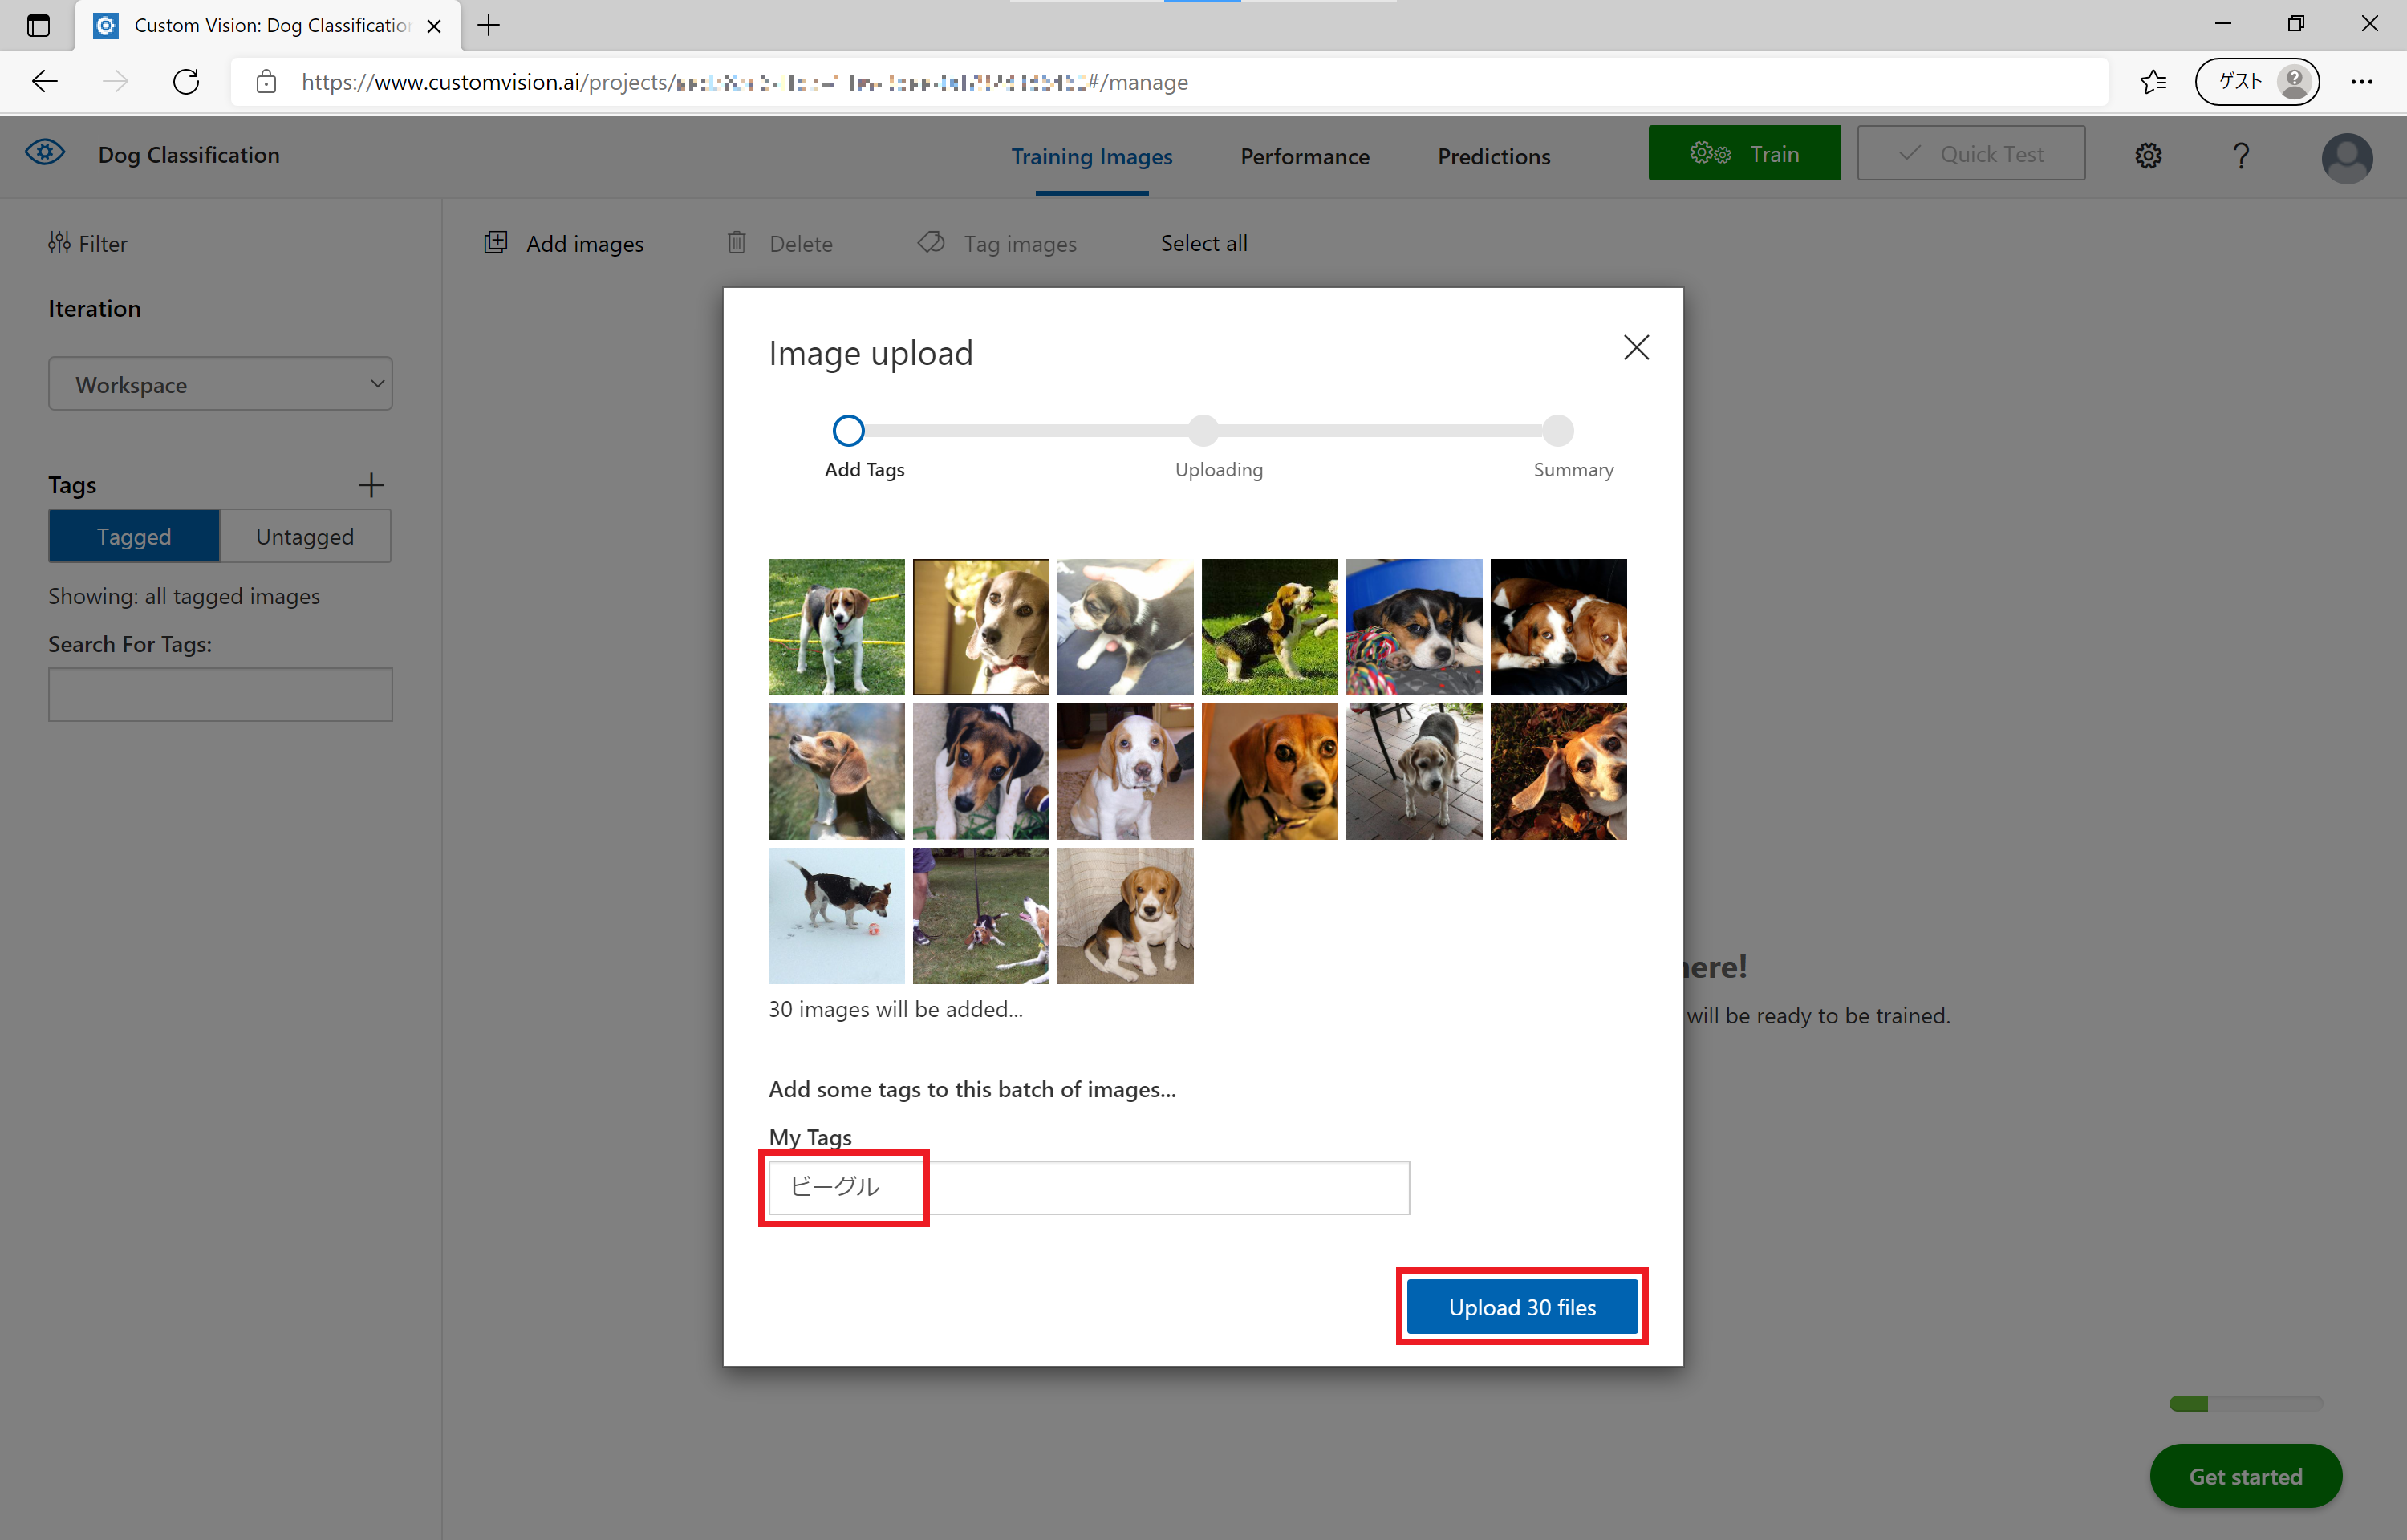 Custom Vision: Dog Classification
https://www.customvision.ai/projects/ #/manage
ゲスト
Dog Classification
Training Images
Performance
Predictions
Train
Quick Test
?
Filter
Add images
Delete
Tag images
Select all
Iteration
Workspace
Tags
Tagged
Untagged
Showing: all tagged images
Search For Tags:
Image upload
Add Tags
Uploading
Summary
here!
will be ready to be trained.
30 images will be added...
Add some tags to this batch of images...
My Tags
ビーグル
Upload 30 files
Get started